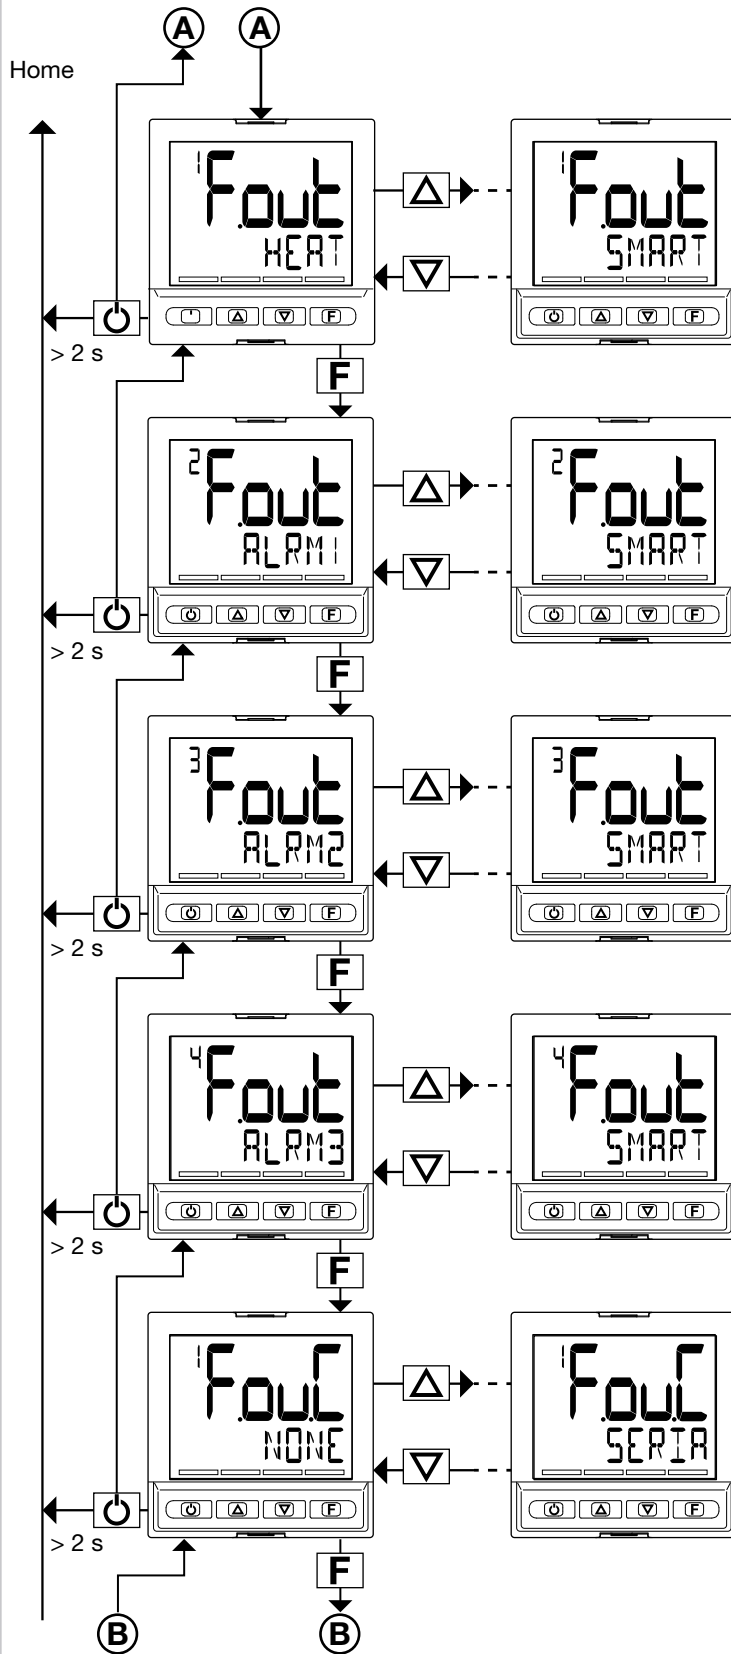 A A
Home
1 F.out HEAT
1 F.out SMART
F
> 2 s
F
F
2 F.out ALRM1
2 F.out SMART
F
F
> 2 s
F
3 F.out ALRM2
3 F.out SMART
F
F
> 2 s
F
4 F.out ALRM3
4 F.out SMART
F
F
> 2 s
F
1 F.ou.C NONE
1 F.ou.C SERIA
F
F
> 2 s
F
B B